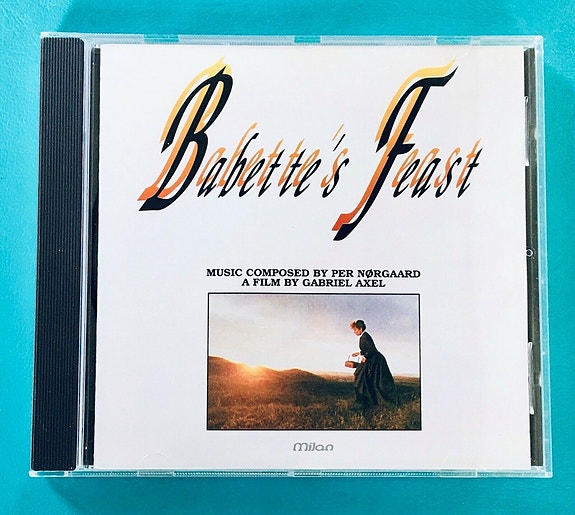 Babette's Feast
MUSIC COMPOSED BY PER NØRGAARD
A FILM BY GABRIEL AXEL
Milan